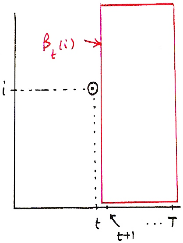 β_t(i)
i
t t+1 ... T